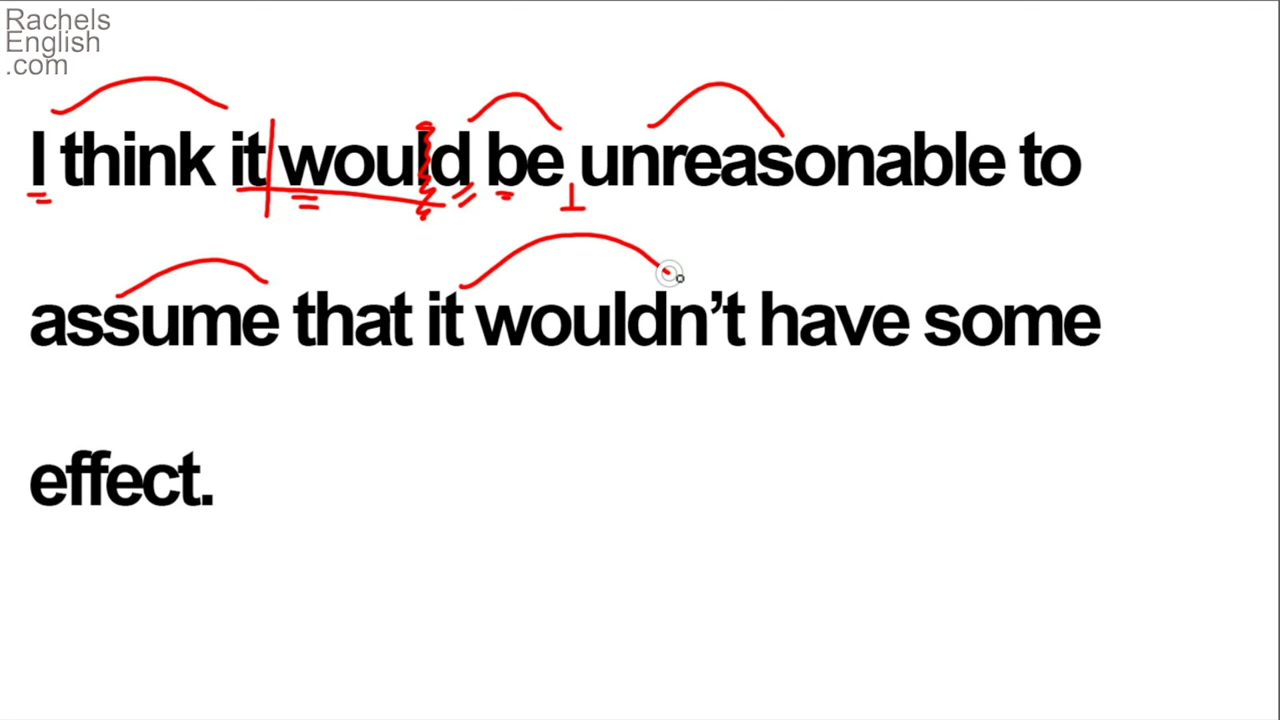 Rachels
English
.com
I think it would be unreasonable to
assume that it wouldn't have some
effect.